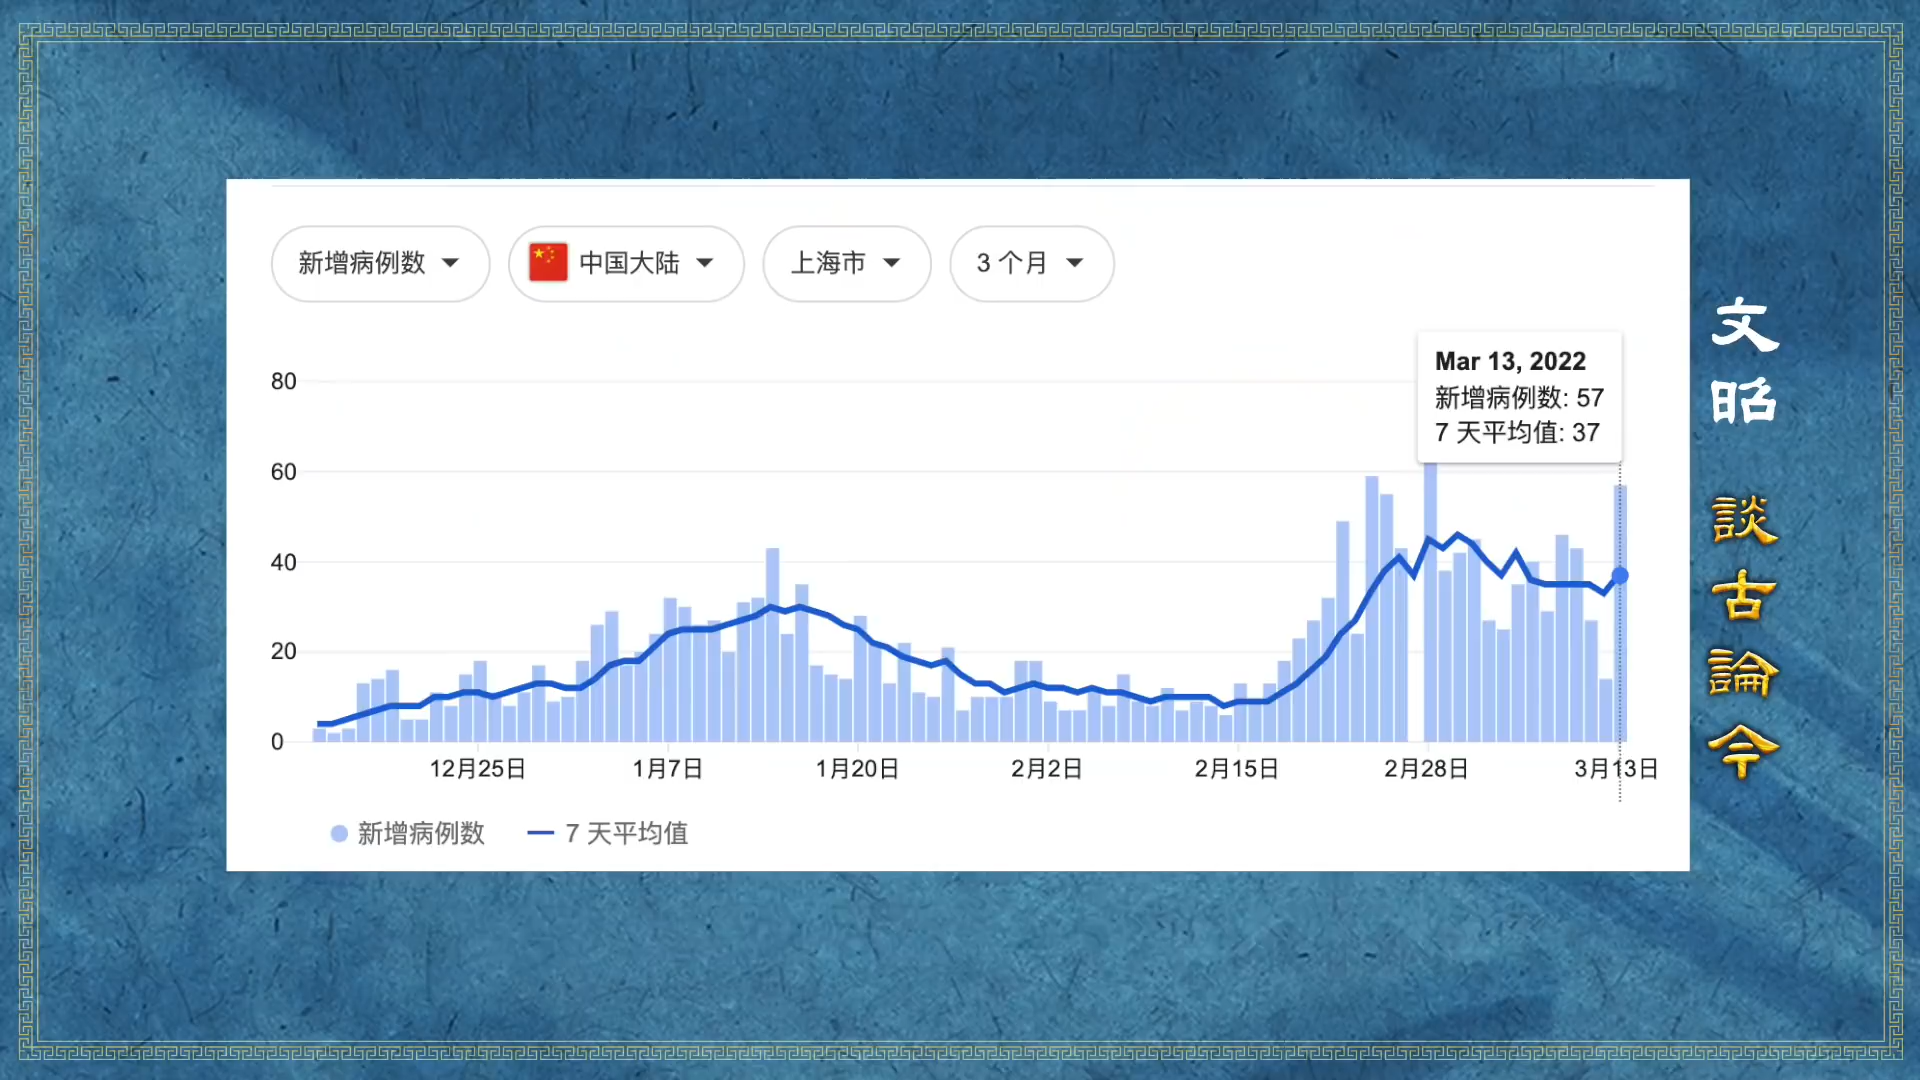 新增病例数
中国大陆
上海市
3 个月
Mar 13, 2022
新增病例数: 57
7 天平均值: 37
80
60
40
20
0
12月25日
1月7日
1月20日
2月2日
2月15日
2月28日
3月13日
新增病例数
7 天平均值
文昭
談古論今